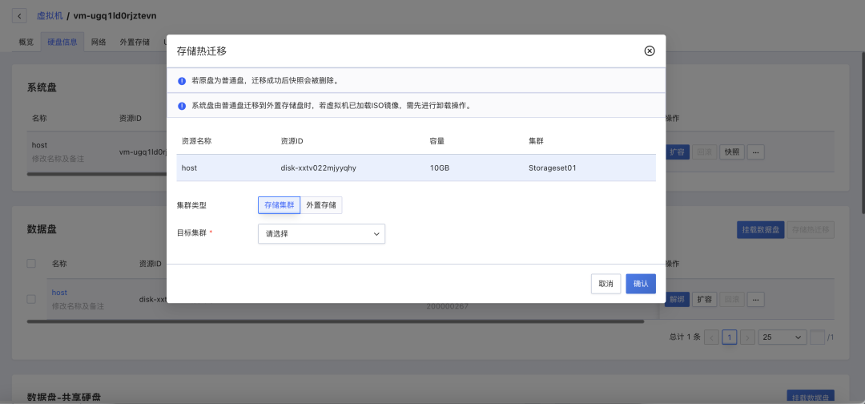 虚拟机 / vm-ugq1ld0rjztevn
概览 硬盘信息 网络 外置存储
存储热迁移
若原盘为普通盘，迁移成功后快照会被删除。
系统盘由普通盘迁移到外置存储盘时，若虚拟机已加载ISO镜像，需先进行卸载操作。
资源名称 资源ID 容量 集群
host disk-xxtv022mjyyqhy 10GB Storageset01
集群类型 存储集群 外置存储
目标集群 * 请选择
取消 确认
系统盘
名称 资源ID 操作
host
修改名称及备注 vm-ugq1ld0r 扩容 回滚 快照 ...
数据盘 挂载数据盘 存储热迁移
名称 资源ID 操作
host
修改名称及备注 disk-xxt 200000267 解绑 扩容 回滚 ...
总计 1 条 < 1 > 25 /1
数据盘-共享硬盘 挂载数据盘